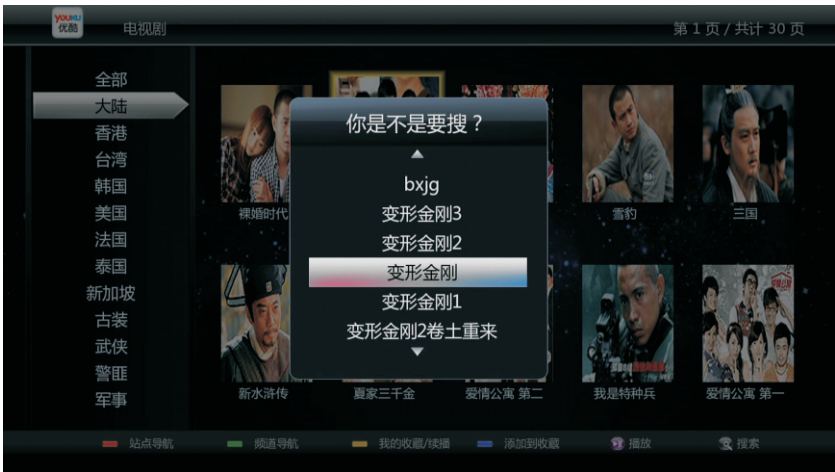 YOUKU
优酷
电视剧
第 1 页 / 共计 30 页
全部
大陆
香港
台湾
韩国
美国
法国
泰国
新加坡
古装
武侠
警匪
军事
你是不是要搜？
bxjg
变形金刚3
变形金刚2
变形金刚
变形金刚1
变形金刚2卷土重来
裸婚时代
雪豹
三国
新水浒传
夏家三千金
爱情公寓 第二
我是特种兵
爱情公寓 第一
站点导航
频道导航
我的收藏/续播
添加到收藏
播放
搜索